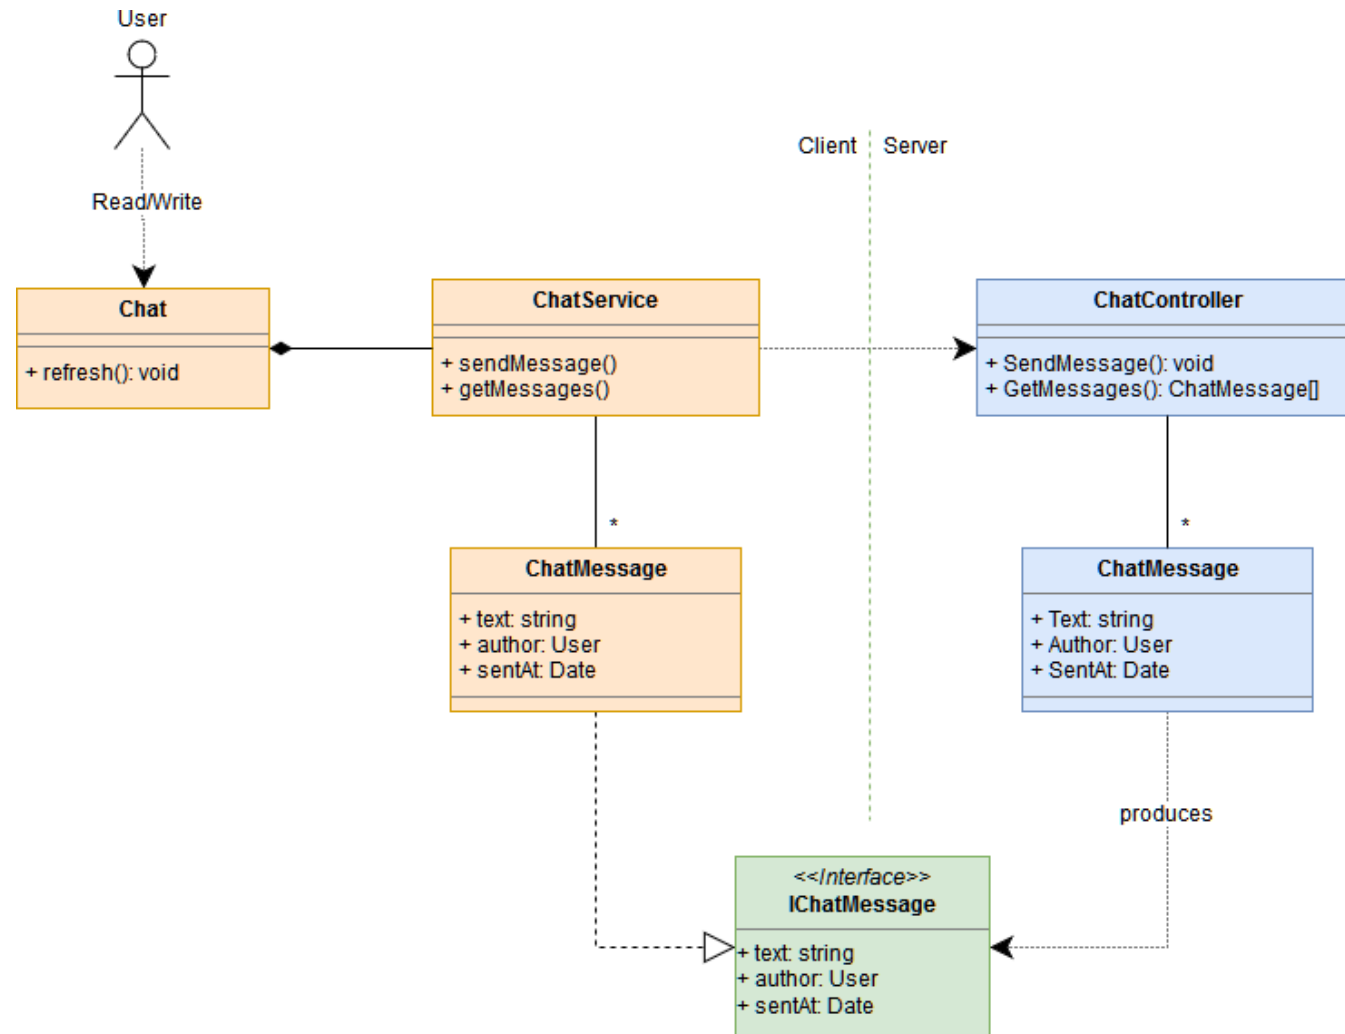 User
Client
Server
Read/Write
Chat
+ refresh(): void
ChatService
+ sendMessage()
+ getMessages()
ChatController
+ SendMessage(): void
+ GetMessages(): ChatMessage[]
*
*
ChatMessage
+ text: string
+ author: User
+ sentAt: Date
ChatMessage
+ Text: string
+ Author: User
+ SentAt: Date
produces
<<Interface>>
IChatMessage
+ text: string
+ author: User
+ sentAt: Date